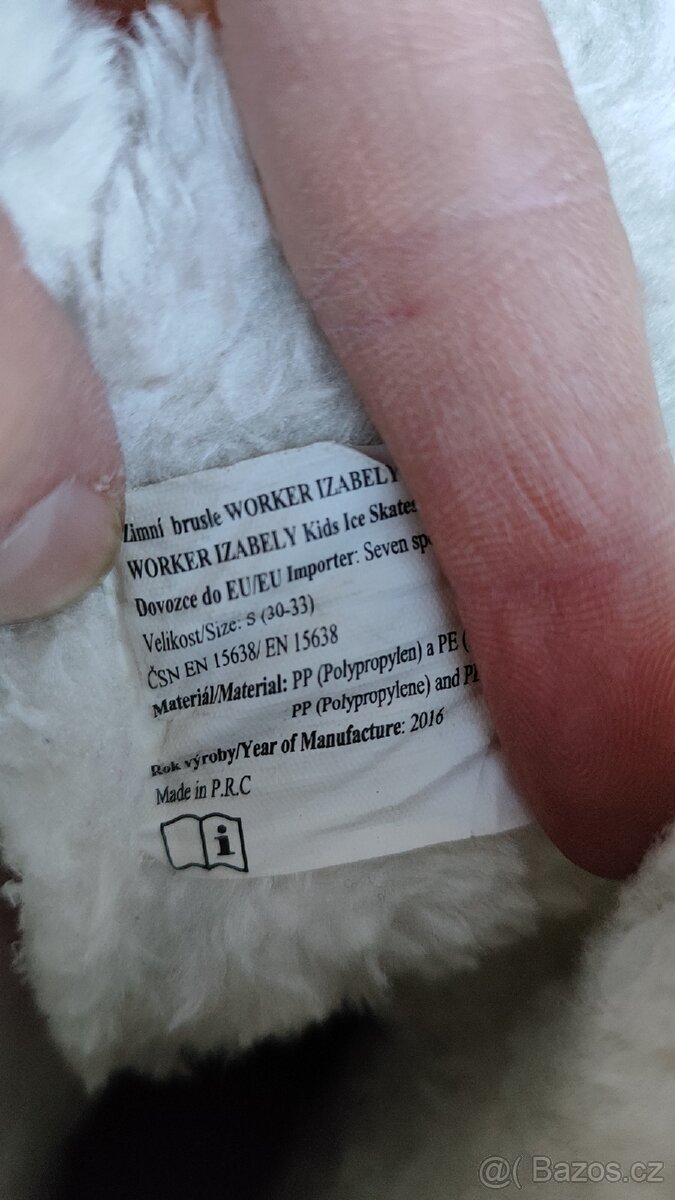 Zimní brusle WORKER IZABELY
WORKER IZABELY Kids Ice Skates
Dovozce do EU/EU Importer: Seven sp
Velikost/Size: S (30-33)
ČSN EN 15638/ EN 15638
Materiál/Material: PP (Polypropylen) a PE (
PP (Polypropylene) and PE
Rok výroby/Year of Manufacture: 2016
Made in P.R.C
i
@( Bazos.cz